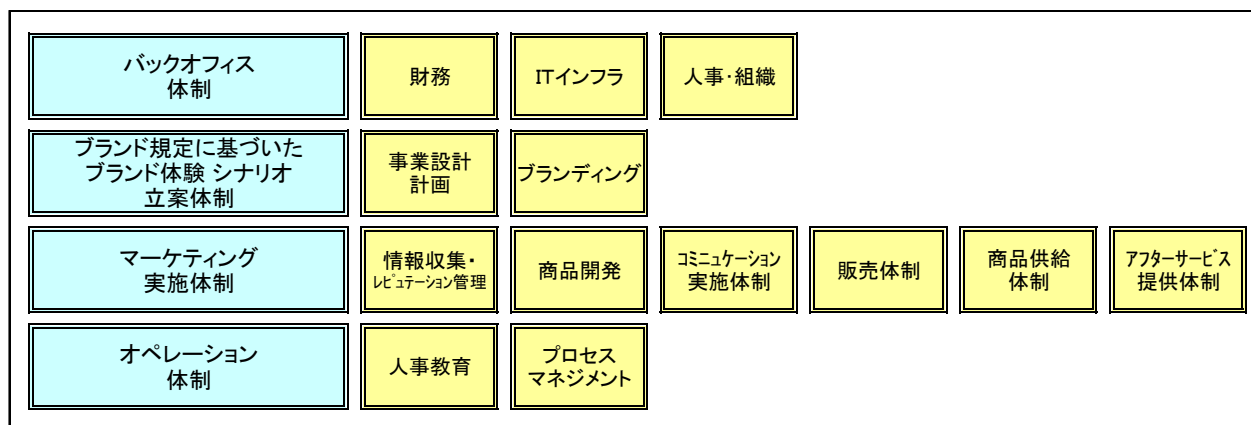 バックオフィス
体制
財務
ITインフラ
人事・組織
ブランド規定に基づいた
ブランド体験 シナリオ
立案体制
事業設計
計画
ブランディング
マーケティング
実施体制
情報収集・
ﾚﾋﾟｭﾃｰｼｮﾝ管理
商品開発
ｺﾐﾆｭｹｰｼｮﾝ
実施体制
販売体制
商品供給
体制
ｱﾌﾀｰｻｰﾋﾞｽ
提供体制
オペレーション
体制
人事教育
プロセス
マネジメント